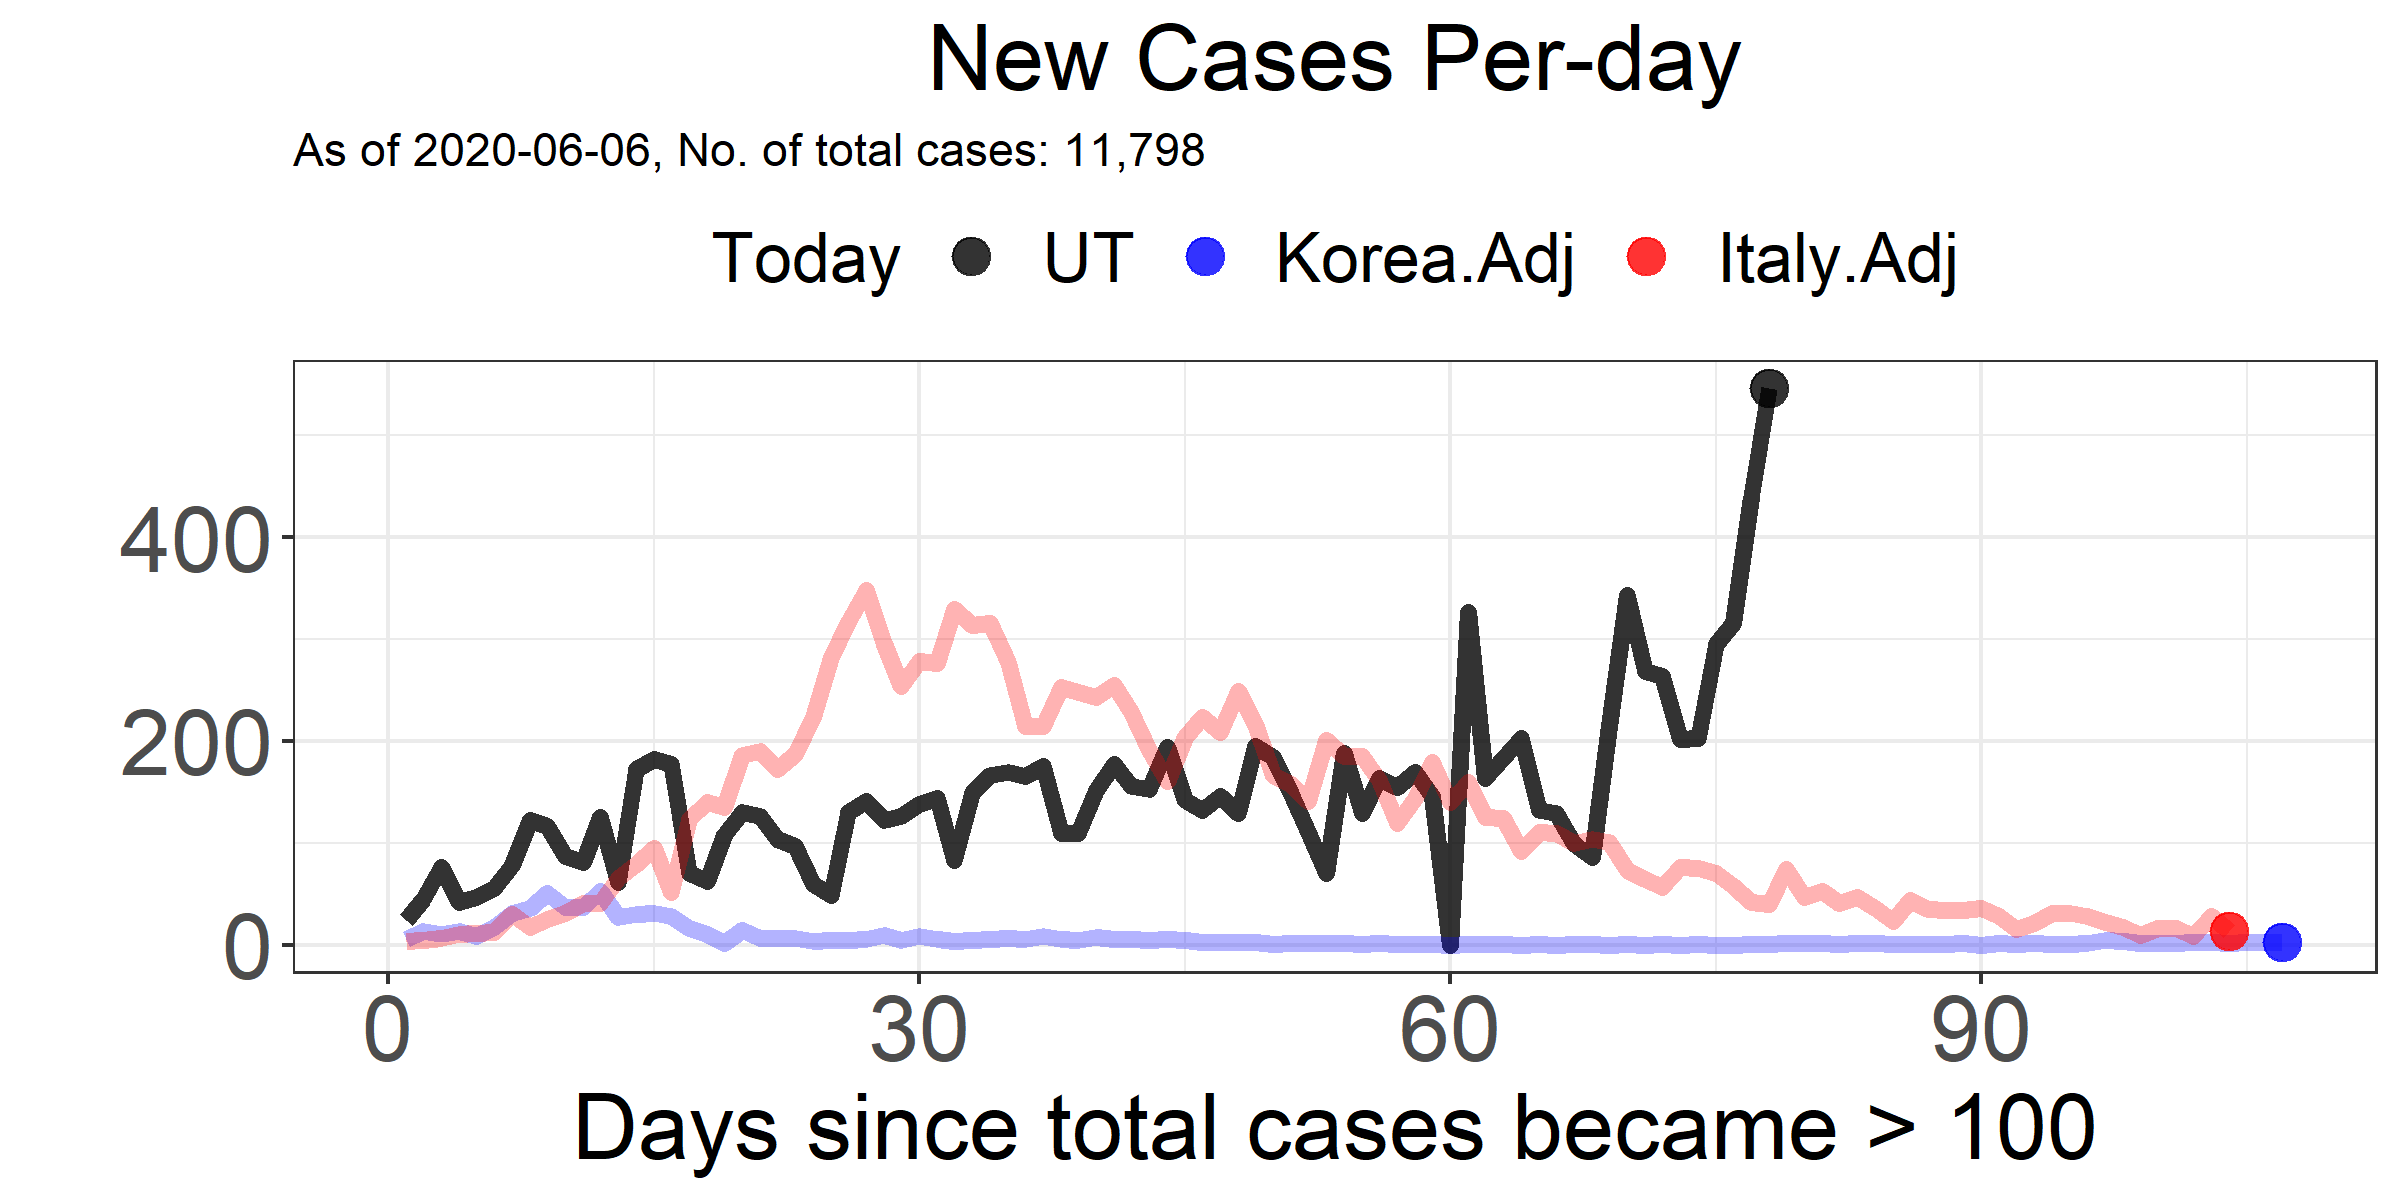 New Cases Per-day
As of 2020-06-06, No. of total cases: 11,798
Today UT Korea.Adj Italy.Adj
400
200
0
0 30 60 90
Days since total cases became > 100